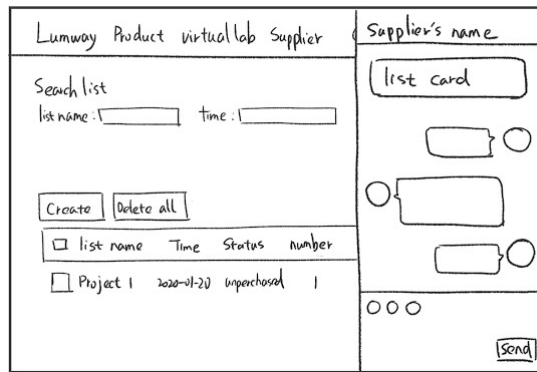 Lumway Product virtual lab Supplier
Search list
list name : time :
Create Delete all
list name Time Status number
Project 1 2020-01-20 unperchased 1
Supplier's name
list card
Send